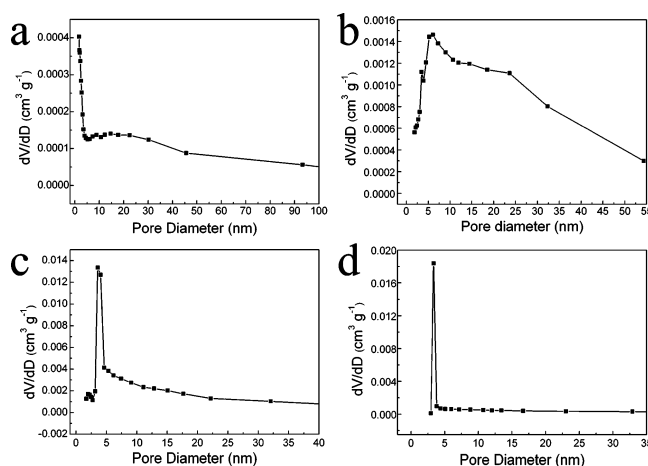 a
dV/dD (cm³ g⁻¹)
0.0004
0.0003
0.0002
0.0001
0.0000
0 10 20 30 40 50 60 70 80 90 100
Pore Diameter (nm)
b
dV/dD (cm³ g⁻¹)
0.0016
0.0014
0.0012
0.0010
0.0008
0.0006
0.0004
0.0002
0.0000
0 5 10 15 20 25 30 35 40 45 50 55
Pore diameter (nm)
c
dV/dD (cm³ g⁻¹)
0.014
0.012
0.010
0.008
0.006
0.004
0.002
0.000
-0.002
0 5 10 15 20 25 30 35 40
Pore Diameter (nm)
d
dV/dD (cm³ g⁻¹)
0.020
0.016
0.012
0.008
0.004
0.000
0 5 10 15 20 25 30 35
Pore Diameter (nm)